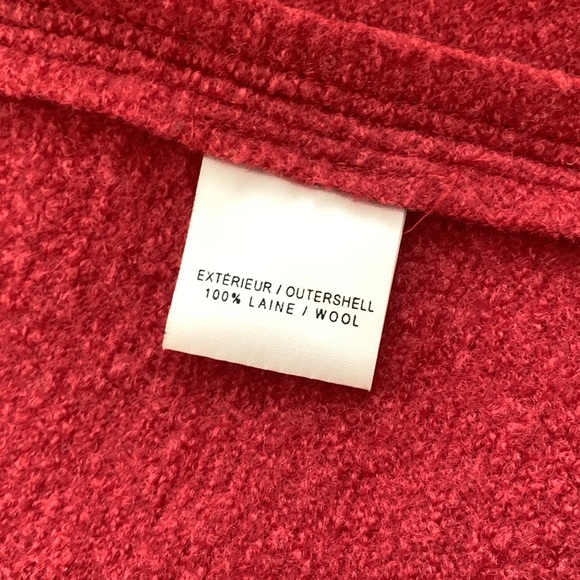 EXTÉRIEUR / OUTERSHELL
100% LAINE / WOOL